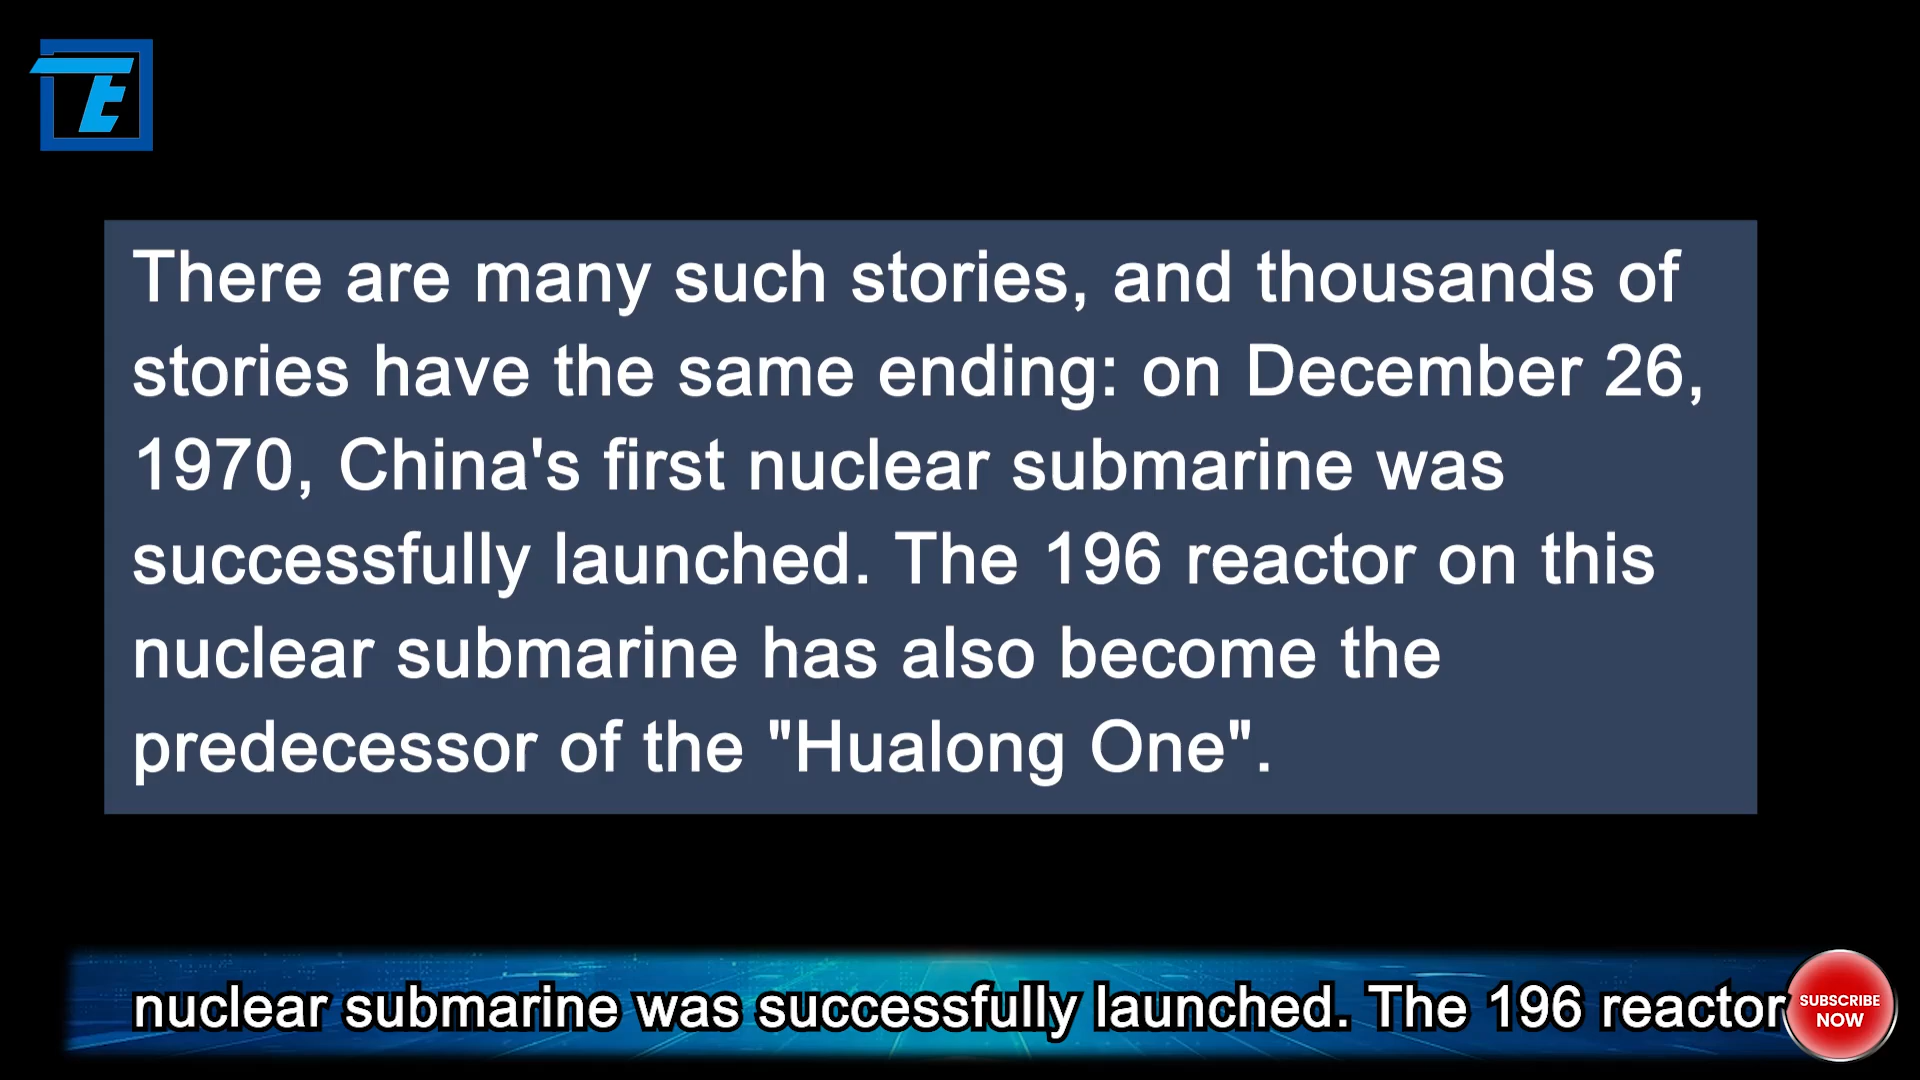 TE
There are many such stories, and thousands of
stories have the same ending: on December 26,
1970, China's first nuclear submarine was
successfully launched. The 196 reactor on this
nuclear submarine has also become the
predecessor of the "Hualong One".
nuclear submarine was successfully launched. The 196 reactor
SUBSCRIBE
NOW